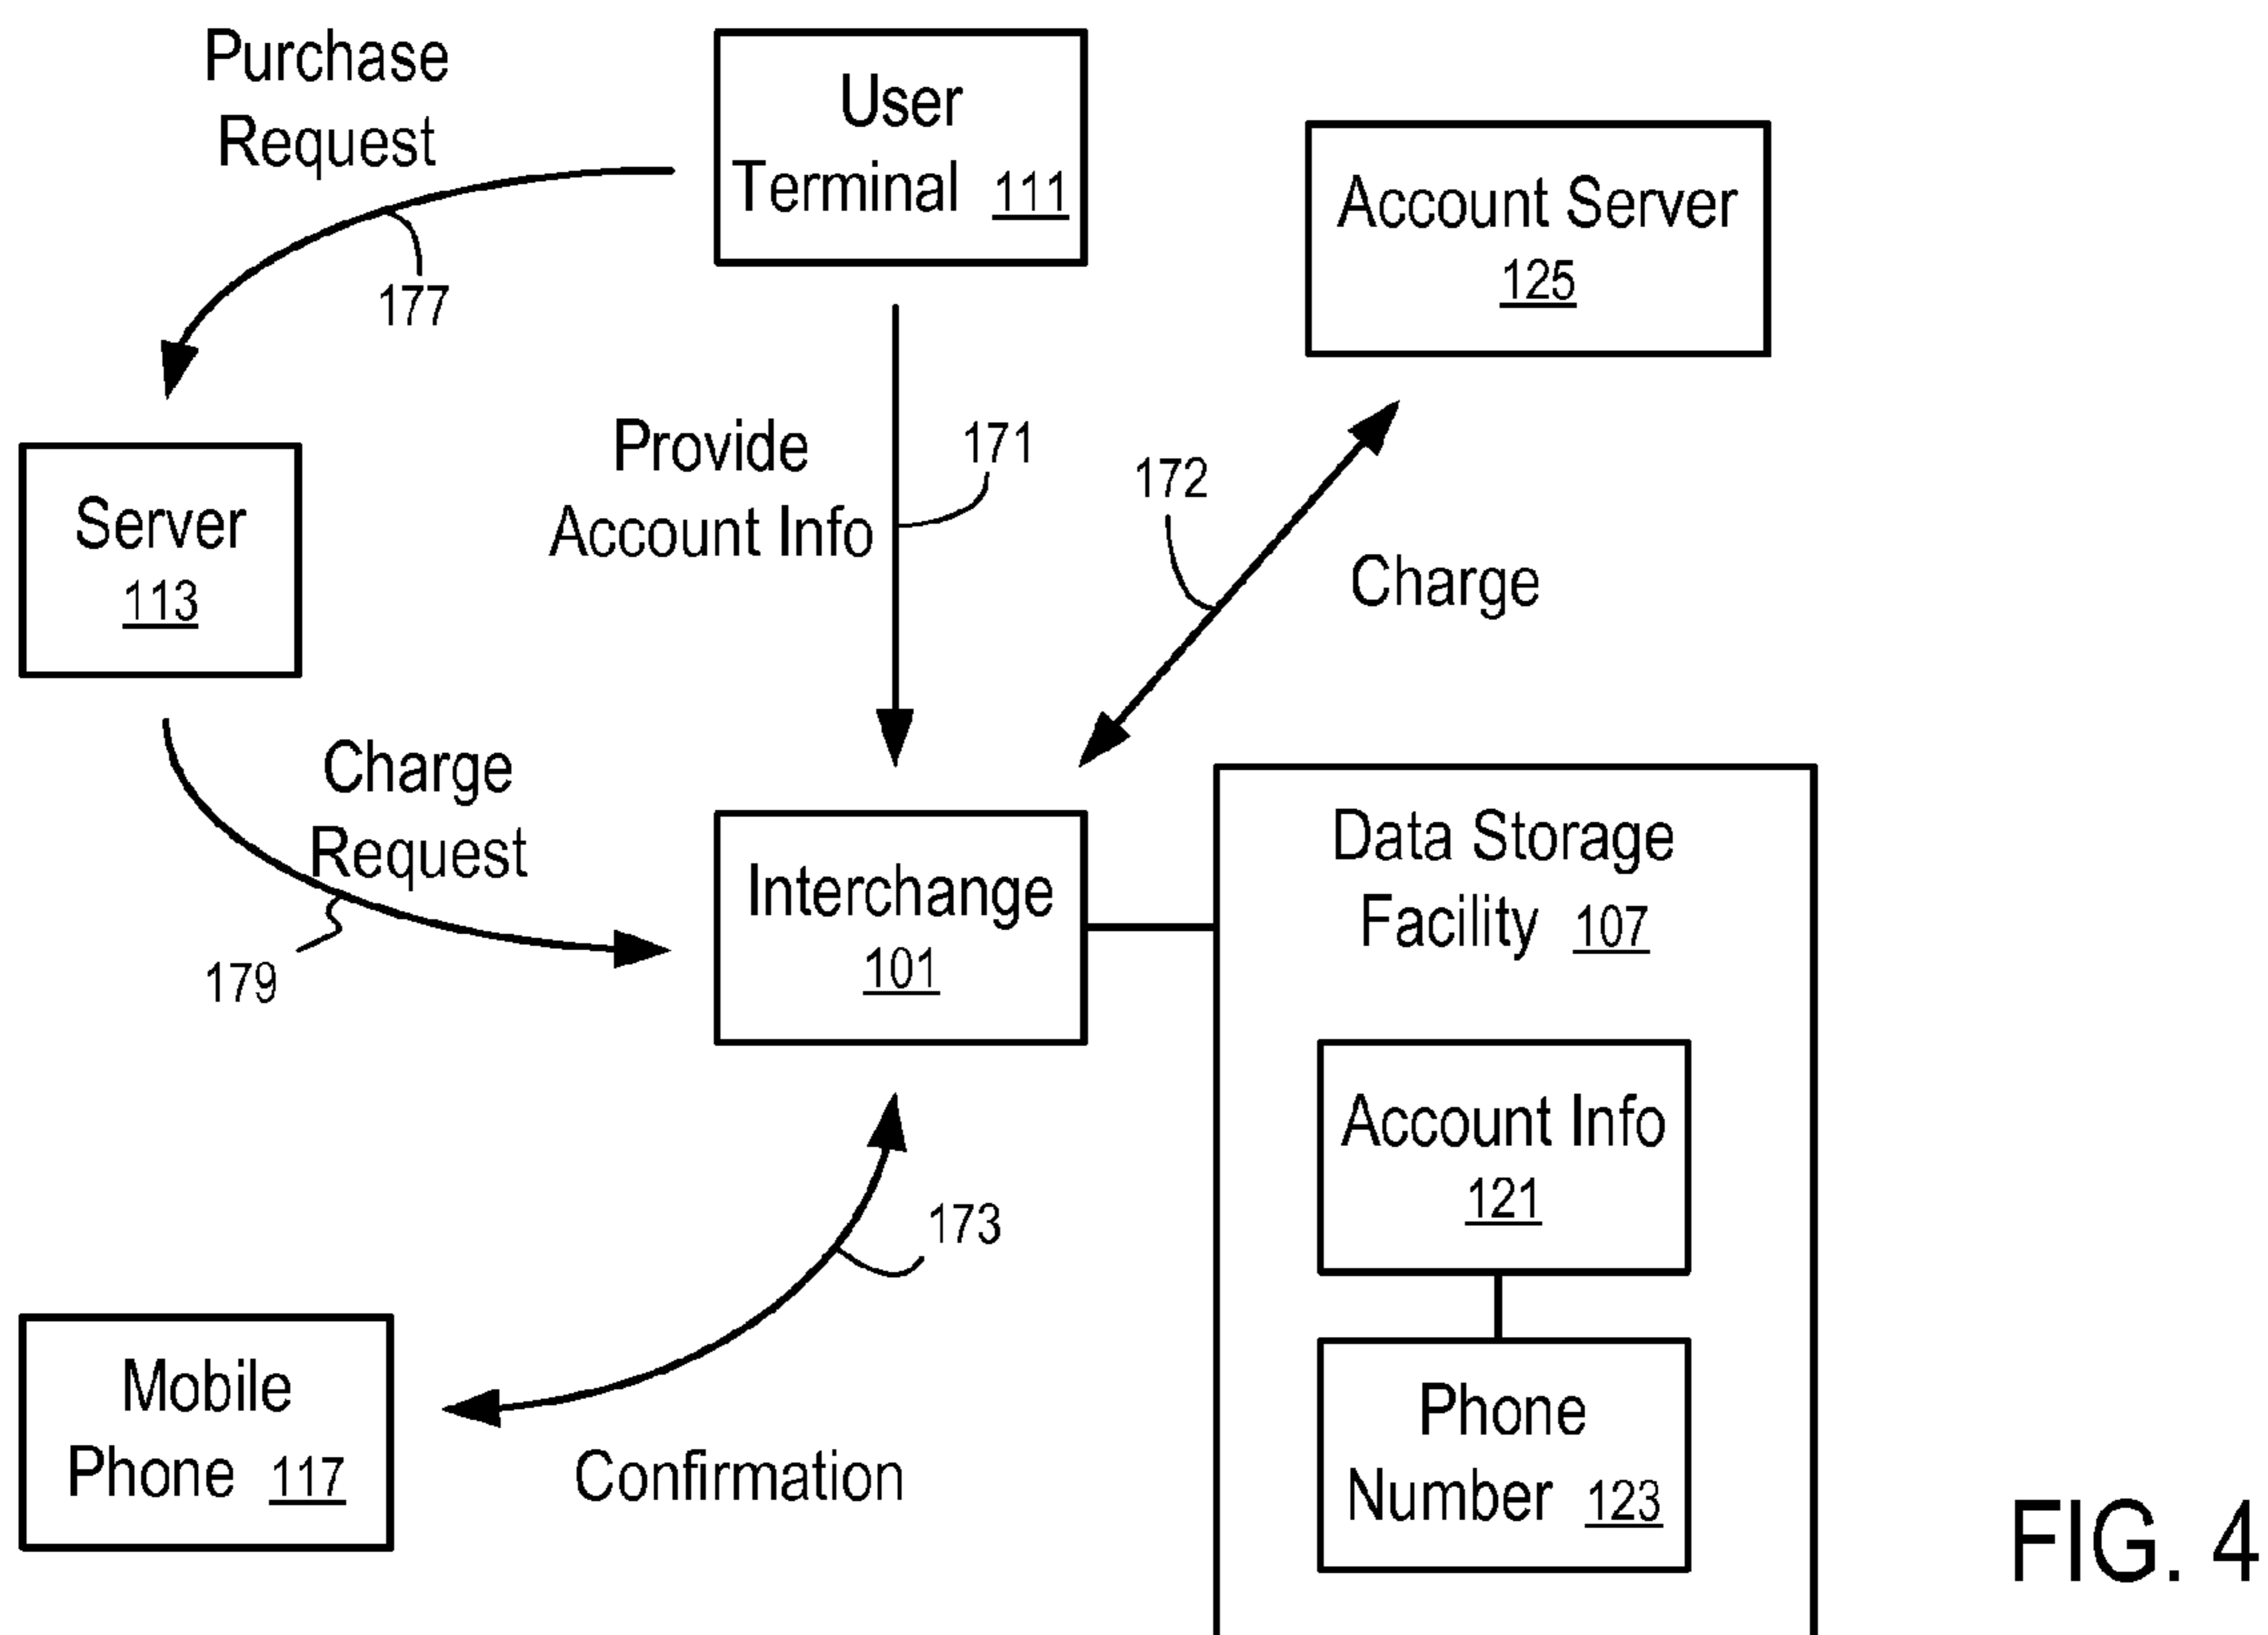 Purchase
Request
177
User
Terminal 111
Account Server
125
Server
113
Provide
Account Info
171
172
Charge
Charge
Request
179
Interchange
101
Data Storage
Facility 107
Account Info
121
Phone
Number 123
173
Mobile
Phone 117
Confirmation
FIG. 4